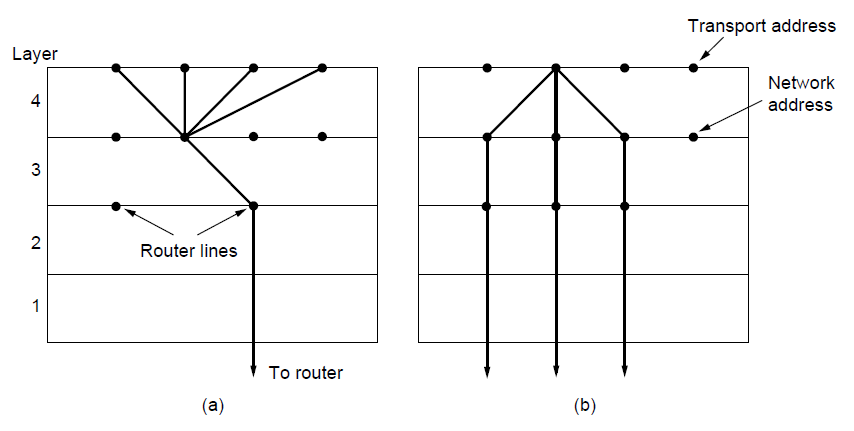 Layer
4
3
2
1
Router lines
To router
(a)
Transport address
Network
address
(b)